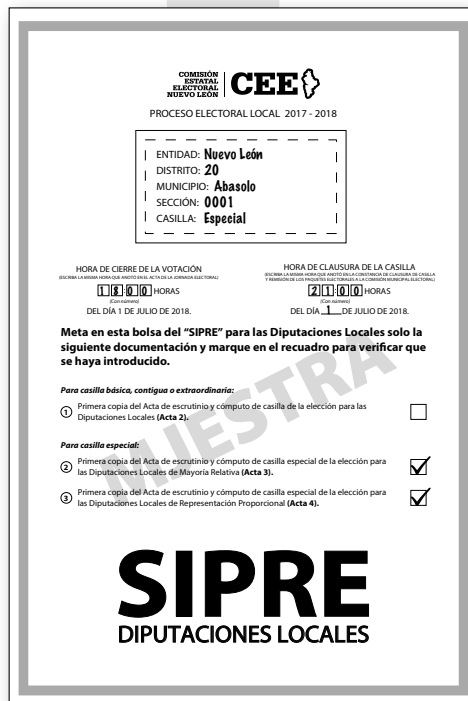 COMISIÓN
ESTATAL
ELECTORAL
NUEVO LEÓN
CEE
PROCESO ELECTORAL LOCAL 2017 - 2018
ENTIDAD: Nuevo León
DISTRITO: 20
MUNICIPIO: Abasolo
SECCIÓN: 0001
CASILLA: Especial
HORA DE CIERRE DE LA VOTACIÓN
(ESCRIBA LA MISMA HORA QUE ANOTÓ EN EL ACTA DE LA JORNADA ELECTORAL)
18:00 HORAS
(Con número)
DEL DÍA 1 JULIO DE 2018.
HORA DE CLAUSURA DE LA CASILLA
(ESCRIBA LA MISMA HORA QUE ANOTÓ EN LA CONSTANCIA DE CLAUSURA DE CASILLA
Y REMISIÓN DE LOS PAQUETES ELECTORALES A LA COMISIÓN MUNICIPAL ELECTORAL)
21:00 HORAS
(Con número)
DEL DÍA 1 DE JULIO DE 2018.
Meta en esta bolsa del “SIPRE” para las Diputaciones Locales solo la
siguiente documentación y marque en el recuadro para verificar que
se haya introducido.
Para casilla básica, contigua o extraordinaria:
1 Primera copia del Acta de escrutinio y cómputo de casilla de la elección para las
Diputaciones Locales (Acta 2).
Para casilla especial:
2 Primera copia del Acta de escrutinio y cómputo de casilla especial de la elección para
las Diputaciones Locales de Mayoría Relativa (Acta 3).
3 Primera copia del Acta de escrutinio y cómputo de casilla especial de la elección para
las Diputaciones Locales de Representación Proporcional (Acta 4).
MUESTRA
SIPRE
DIPUTACIONES LOCALES